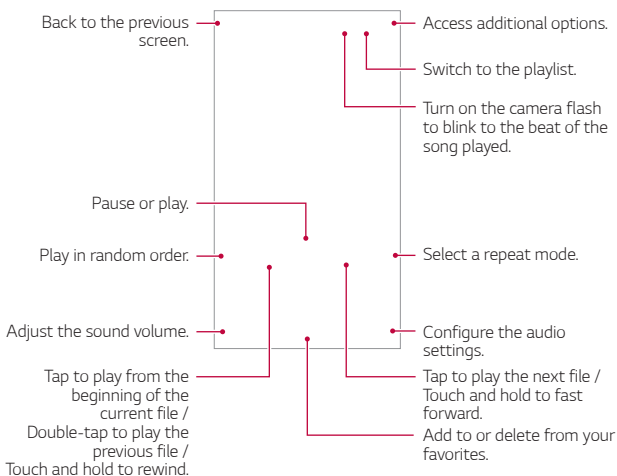 Back to the previous
screen.
Access additional options.
Switch to the playlist.
Turn on the camera flash
to blink to the beat of the
song played.
Pause or play.
Play in random order.
Select a repeat mode.
Adjust the sound volume.
Configure the audio
settings.
Tap to play from the
beginning of the
current file /
Double-tap to play the
previous file /
Touch and hold to rewind.
Tap to play the next file /
Touch and hold to fast
forward.
Add to or delete from your
favorites.